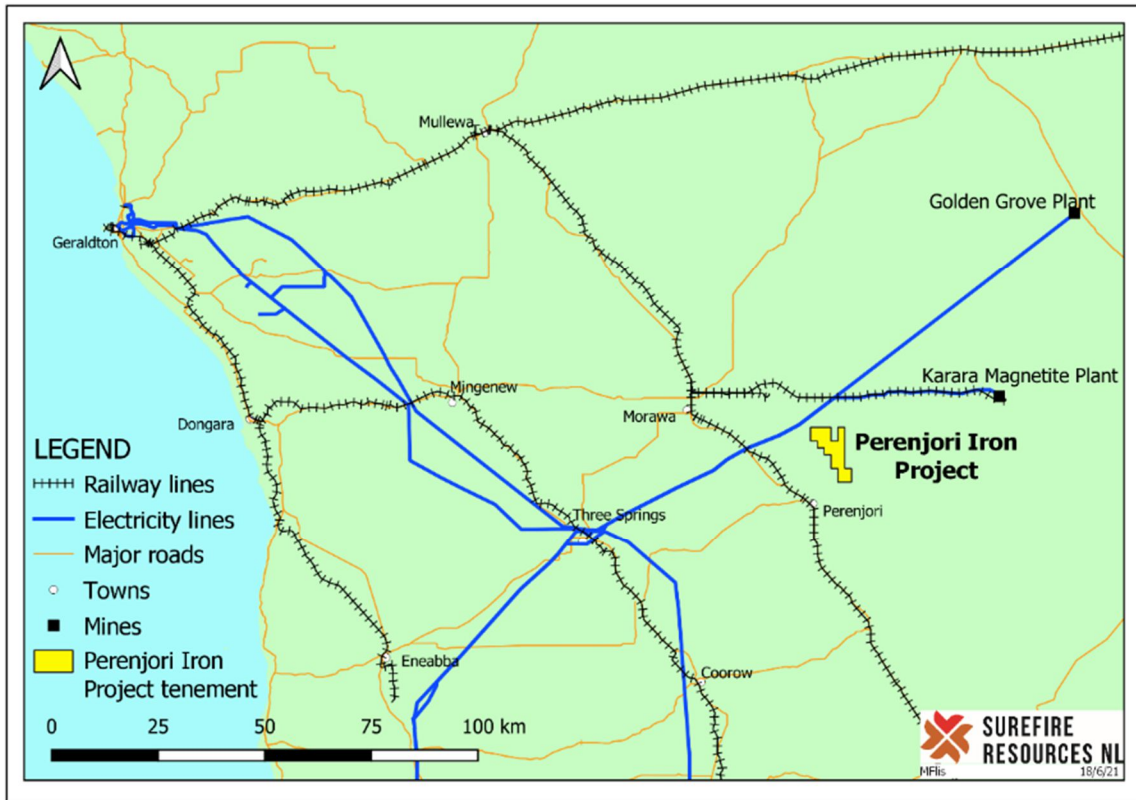 Mullewa
Golden Grove Plant
Geraldton
Karara Magnetite Plant
Mingenew
Morawa
Dongara
Perenjori Iron
Project
LEGEND
Railway lines
Electricity lines
Major roads
Towns
Mines
Perenjori Iron
Project tenement
Perenjori
Three Springs
Eneabba
Coorow
0 25 50 75 100 km
SUREFIRE
RESOURCES NL
MFlis 18/6/21